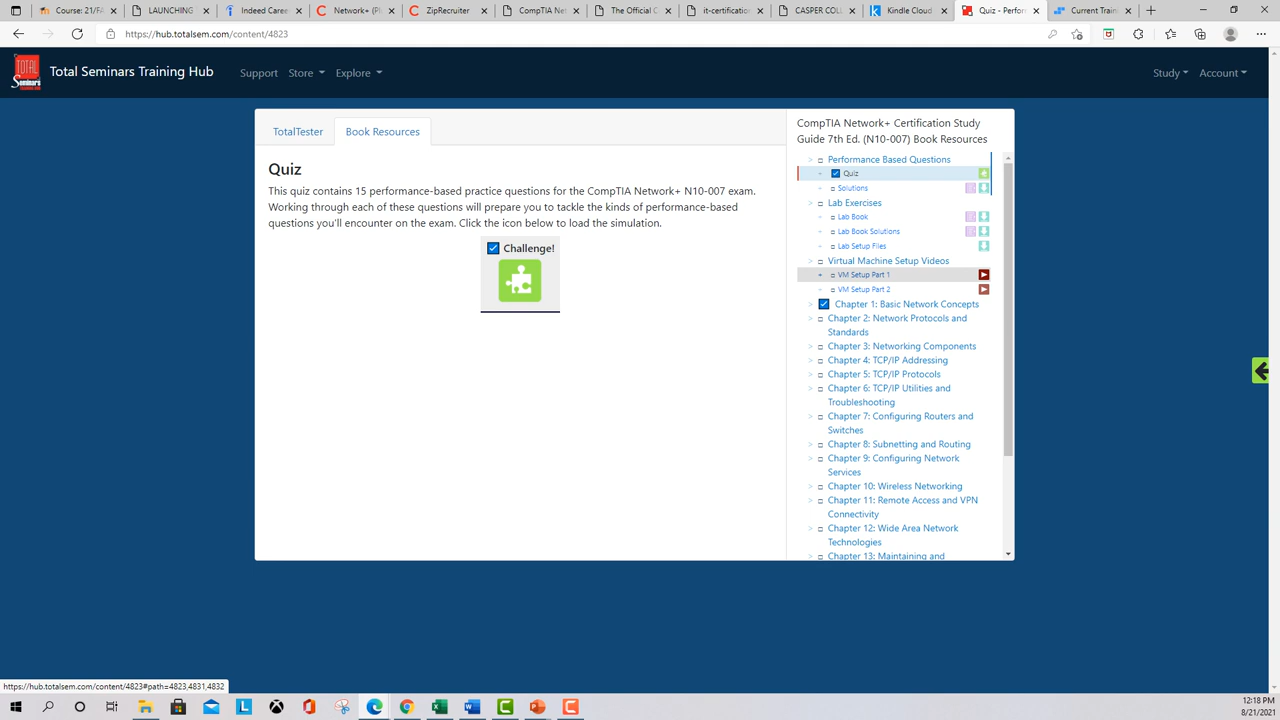 Course: 21/FA
LAUNCHING
Indeed Career
Network+ (PL
ZipRecruiter
CompTIA Net
The Official C
it-certification
CASPER COLL
Kindle Cloud
Quiz - Perform
Current Train
https://hub.totalsem.com/content/4823
TOTAL Seminars
Total Seminars Training Hub
Support
Store
Explore
Study
Account
TotalTester
Book Resources
Quiz
This quiz contains 15 performance-based practice questions for the CompTIA Network+ N10-007 exam.
Working through each of these questions will prepare you to tackle the kinds of performance-based
questions you'll encounter on the exam. Click the icon below to load the simulation.
Challenge!
CompTIA Network+ Certification Study
Guide 7th Ed. (N10-007) Book Resources
Performance Based Questions
Quiz
Solutions
Lab Exercises
Lab Book
Lab Book Solutions
Lab Setup Files
Virtual Machine Setup Videos
VM Setup Part 1
VM Setup Part 2
Chapter 1: Basic Network Concepts
Chapter 2: Network Protocols and
Standards
Chapter 3: Networking Components
Chapter 4: TCP/IP Addressing
Chapter 5: TCP/IP Protocols
Chapter 6: TCP/IP Utilities and
Troubleshooting
Chapter 7: Configuring Routers and
Switches
Chapter 8: Subnetting and Routing
Chapter 9: Configuring Network
Services
Chapter 10: Wireless Networking
Chapter 11: Remote Access and VPN
Connectivity
Chapter 12: Wide Area Network
Technologies
Chapter 13: Maintaining and
https://hub.totalsem.com/content/4823#path=4823,4831,4832
12:18 PM
8/21/2021